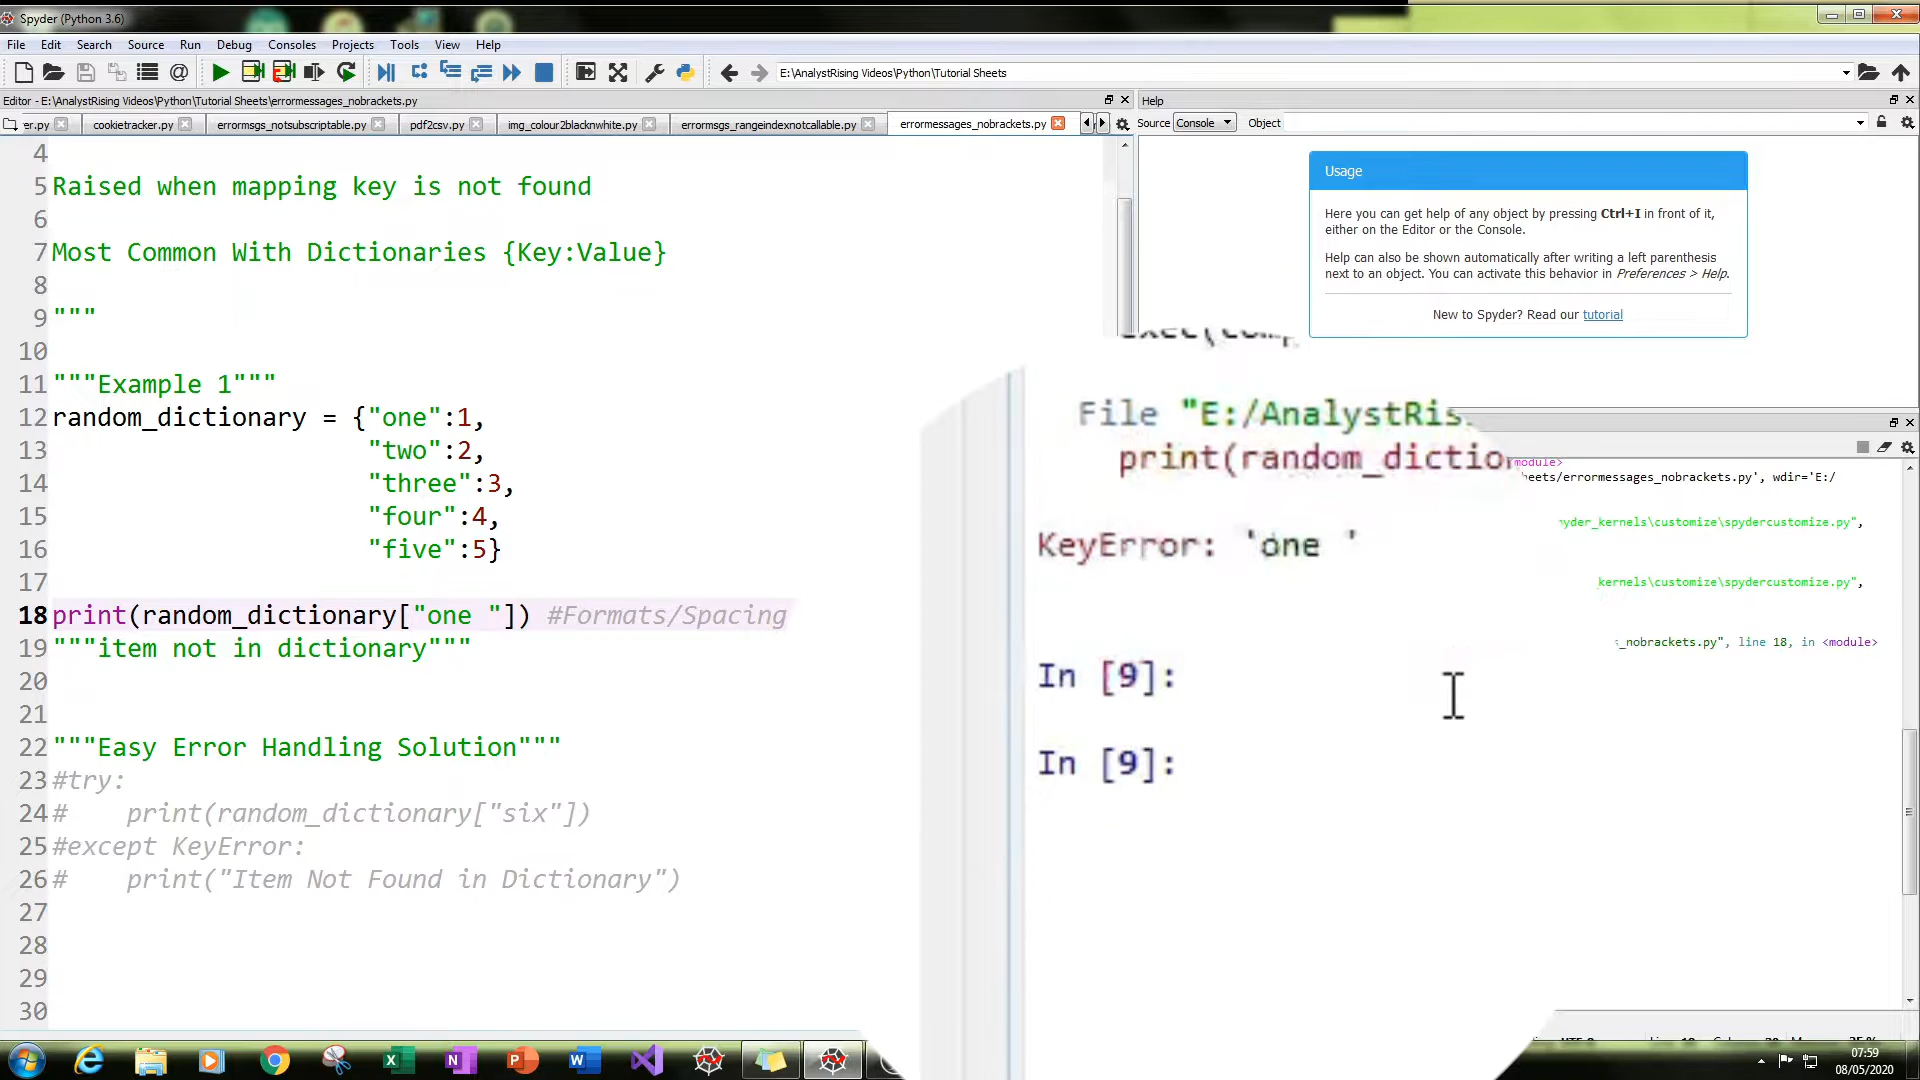 Spyder (Python 3.6)
File Edit Search Source Run Debug Consoles Projects Tools View Help
E:\AnalystRising Videos\Python\Tutorial Sheets
Editor - E:\AnalystRising Videos\Python\Tutorial Sheets\errormessages_nobrackets.py
er.py cookietracker.py errormsgs_notsubscriptable.py pdf2csv.py img_colour2blacknwhite.py errormsgs_rangeindexnotcallable.py errormessages_nobrackets.py
4
5 Raised when mapping key is not found
6
7 Most Common With Dictionaries {Key:Value}
8
9 """
10
11 """Example 1"""
12 random_dictionary = {"one":1,
13 "two":2,
14 "three":3,
15 "four":4,
16 "five":5}
17
18 print(random_dictionary["one "]) #Formats/Spacing
19 """item not in dictionary"""
20
21
22 """Easy Error Handling Solution"""
23 #try:
24 #    print(random_dictionary["six"])
25 #except KeyError:
26 #    print("Item Not Found in Dictionary")
27
28
29
30
Help
Source Console Object
Usage
Here you can get help of any object by pressing Ctrl+I in front of it,
either on the Editor or the Console.
Help can also be shown automatically after writing a left parenthesis
next to an object. You can activate this behavior in Preferences > Help.
New to Spyder? Read our tutorial
File "E:/AnalystRis
print(random_dictio
KeyError: 'one '
In [9]:
In [9]:
<module>
heets/errormessages_nobrackets.py', wdir='E:/
yder_kernels\customize\spydercustomize.py",
kernels\customize\spydercustomize.py",
_nobrackets.py", line 18, in <module>
07:59
08/05/2020